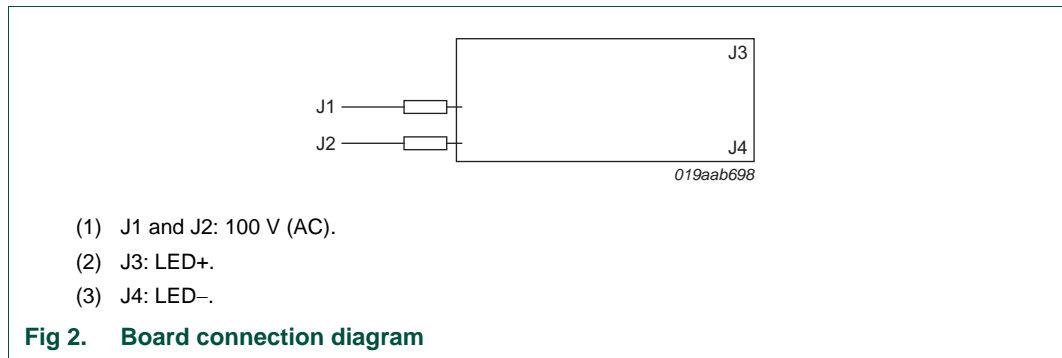 J3
J1
J2
J4
019aab698
(1) J1 and J2: 100 V (AC).
(2) J3: LED+.
(3) J4: LED−.
Fig 2. Board connection diagram